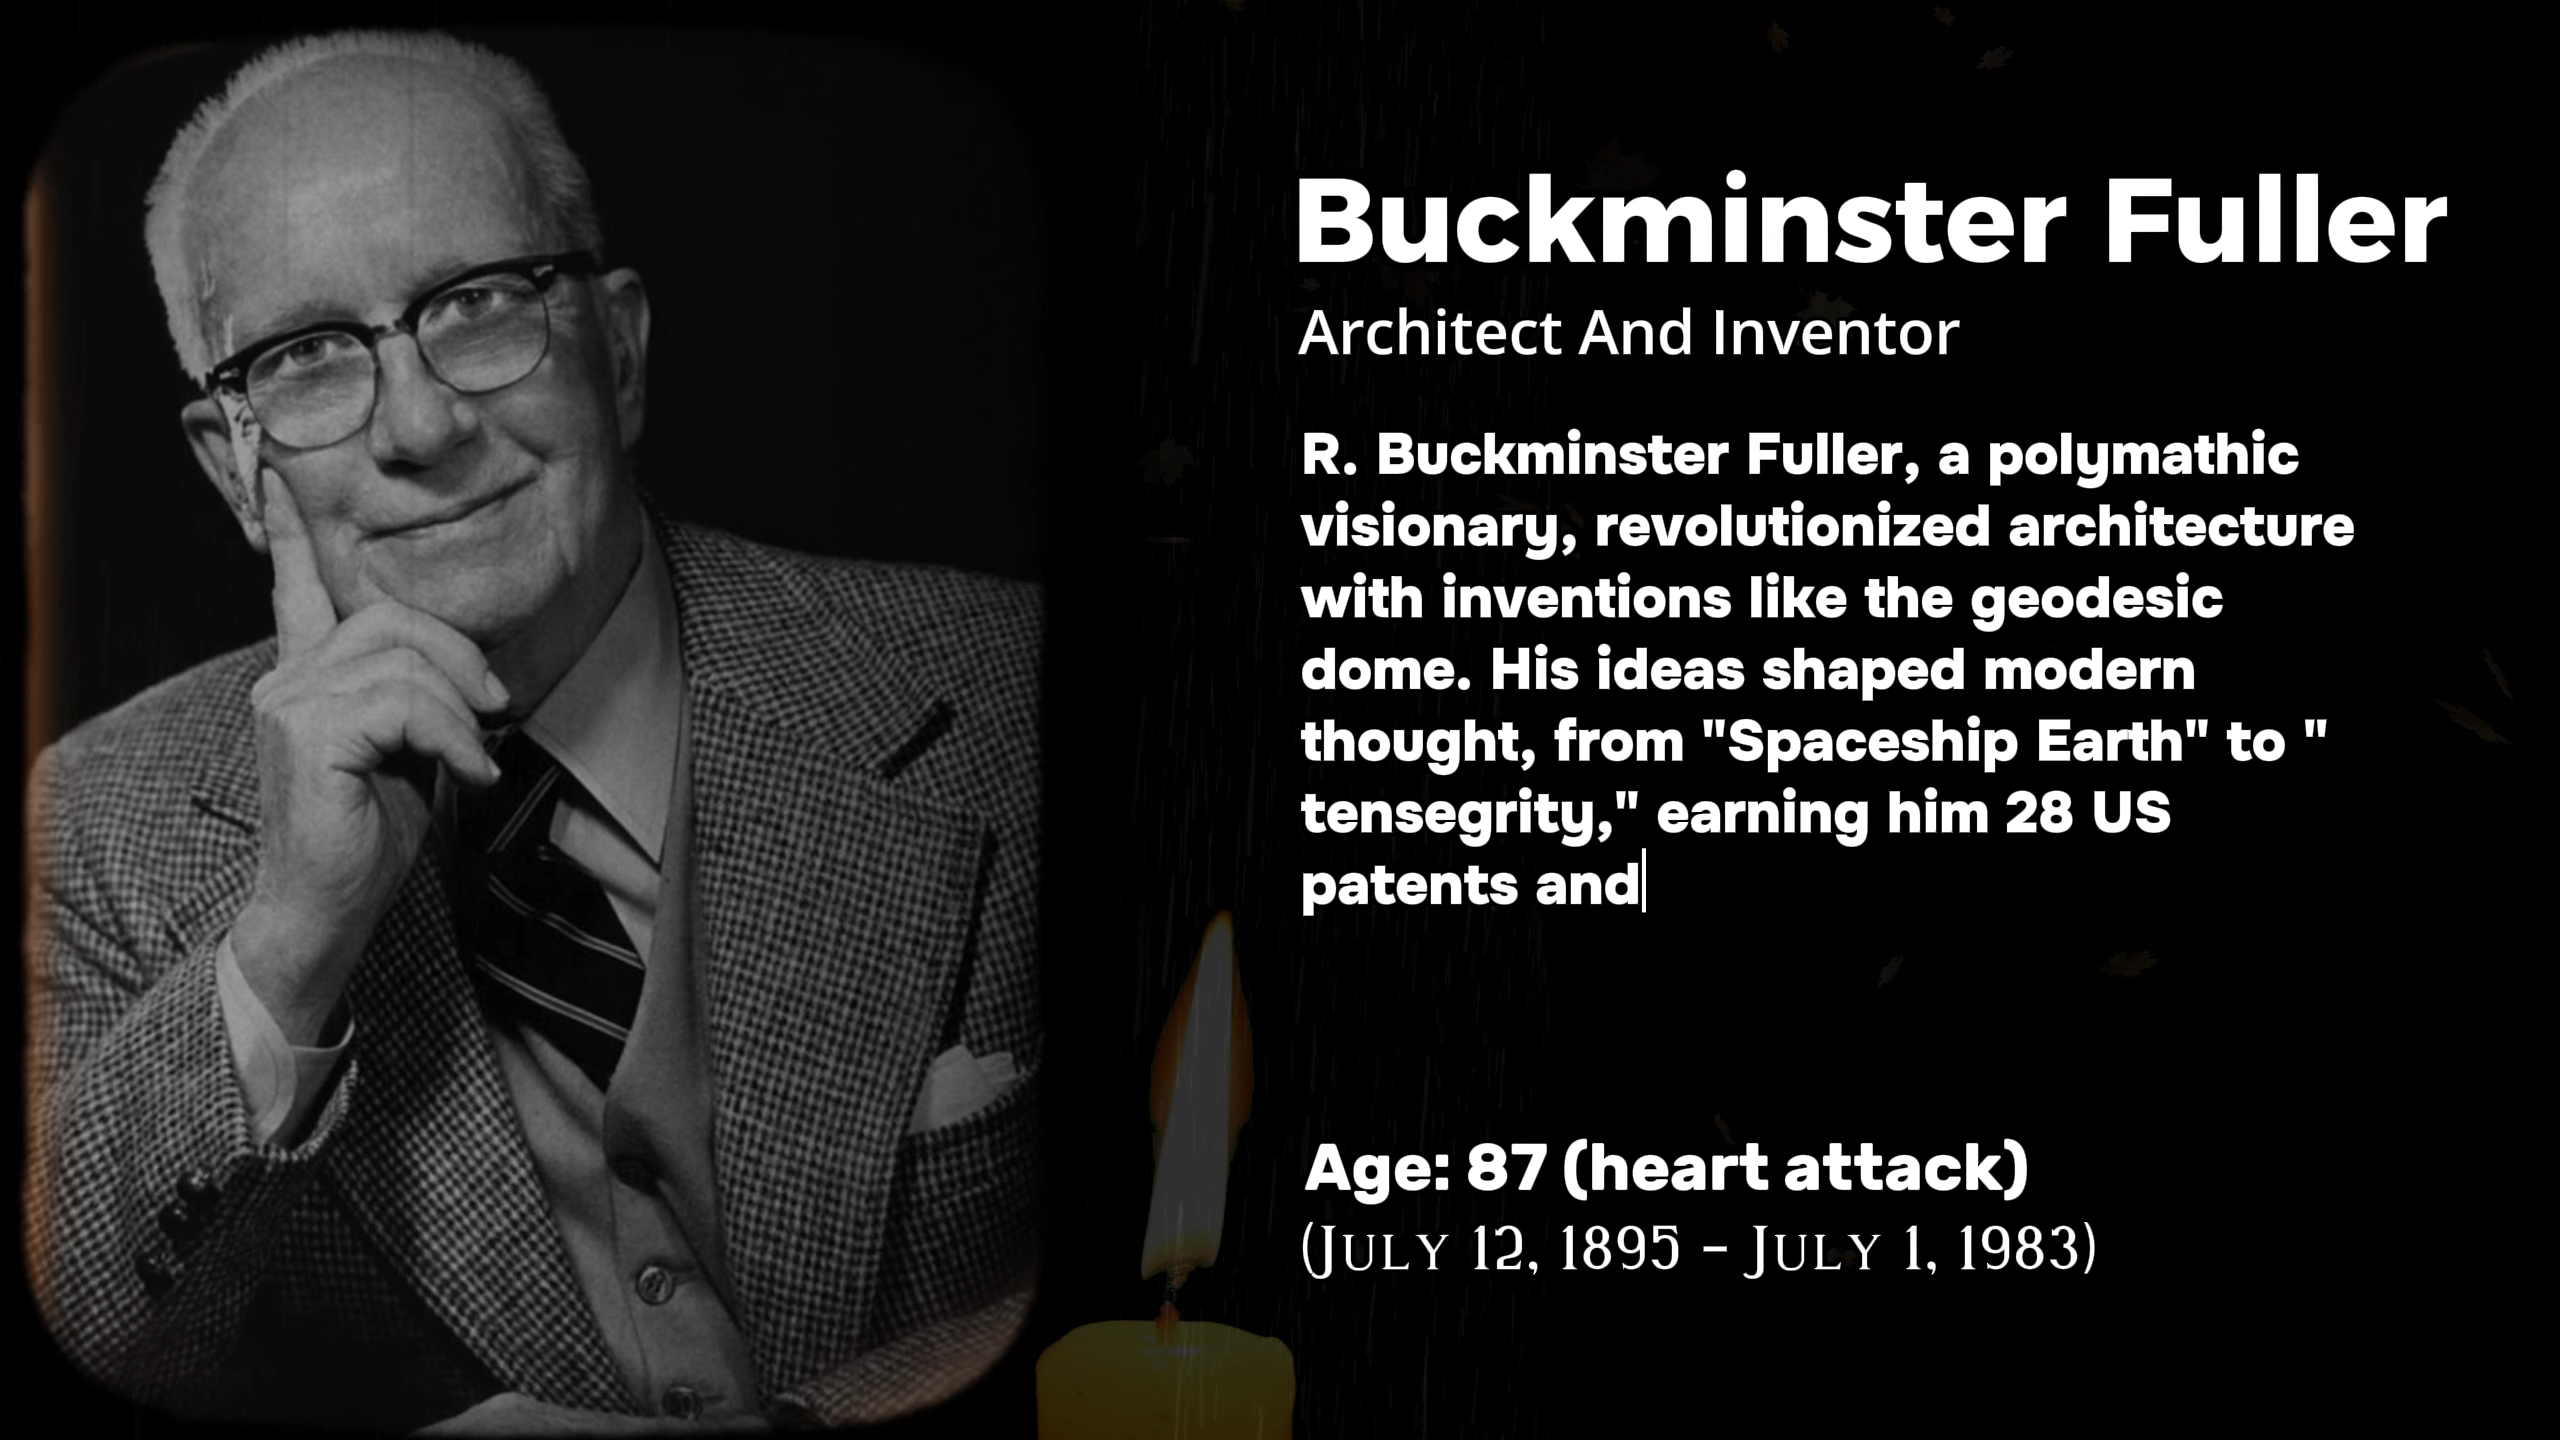 Buckminster Fuller
Architect And Inventor
R. Buckminster Fuller, a polymathic
visionary, revolutionized architecture
with inventions like the geodesic
dome. His ideas shaped modern
thought, from "Spaceship Earth" to "
tensegrity," earning him 28 US
patents and
Age: 87 (heart attack)
(July 12, 1895 – July 1, 1983)